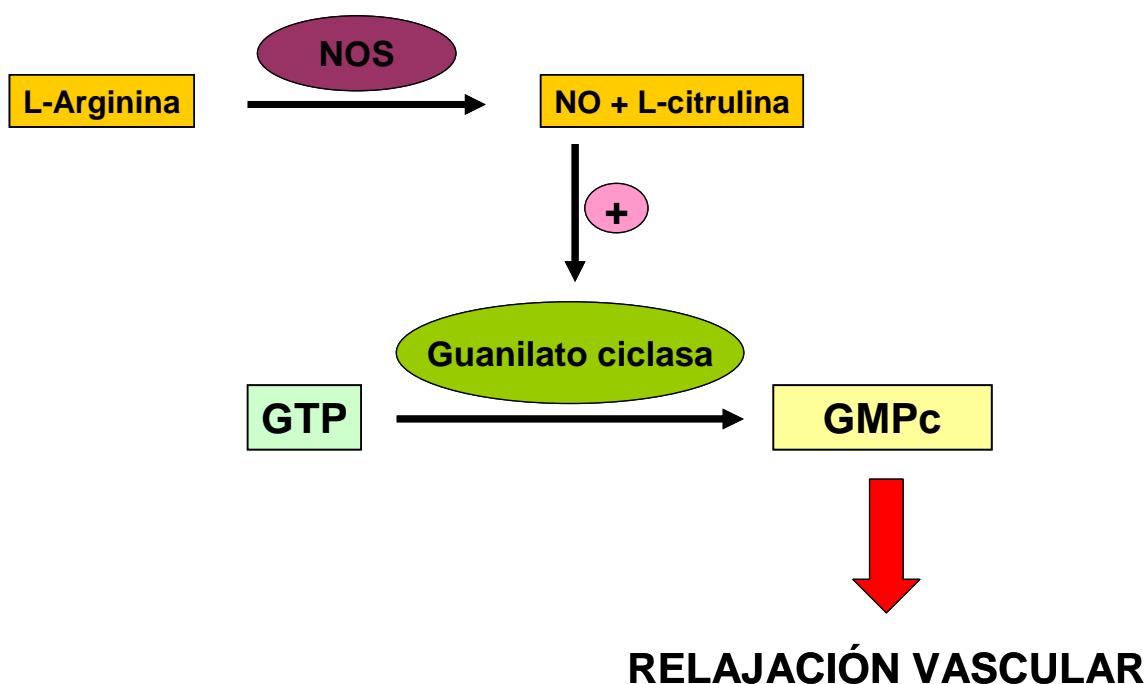 NOS
L-Arginina
NO + L-citrulina
+
Guanilato ciclasa
GTP
GMPc
RELAJACIÓN VASCULAR